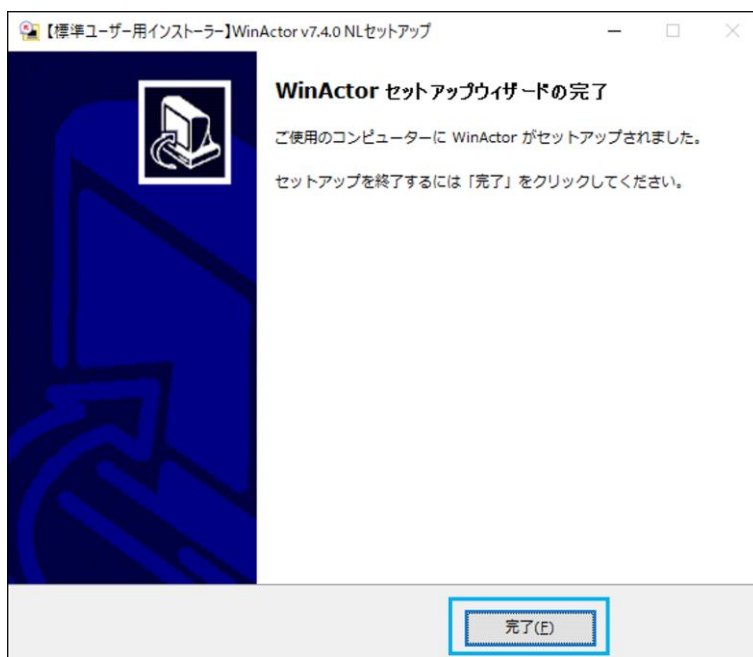 【標準ユーザー用インストーラー】WinActor v7.4.0 NLセットアップ
WinActor セットアップウィザードの完了
ご使用のコンピューターに WinActor がセットアップされました。
セットアップを終了するには「完了」をクリックしてください。
完了(F)